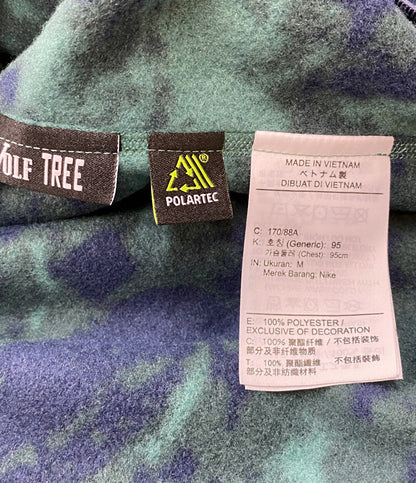 OLF TREE
®
POLARTEC
MADE IN VIETNAM
ベトナム製
DIBUAT DI VIETNAM
C: 170/88A
K: 호칭 (Generic): 95
가슴둘레 (Chest): 95cm
IN: Ukuran: M
Merek Barang: Nike
E: 100% POLYESTER /
EXCLUSIVE OF DECORATION
C: 100% 聚酯纤维 / 不包括装饰
部分及非纤维物质
T: 100% 聚酯纖維 / 不包括裝飾
部分及非紡織材料